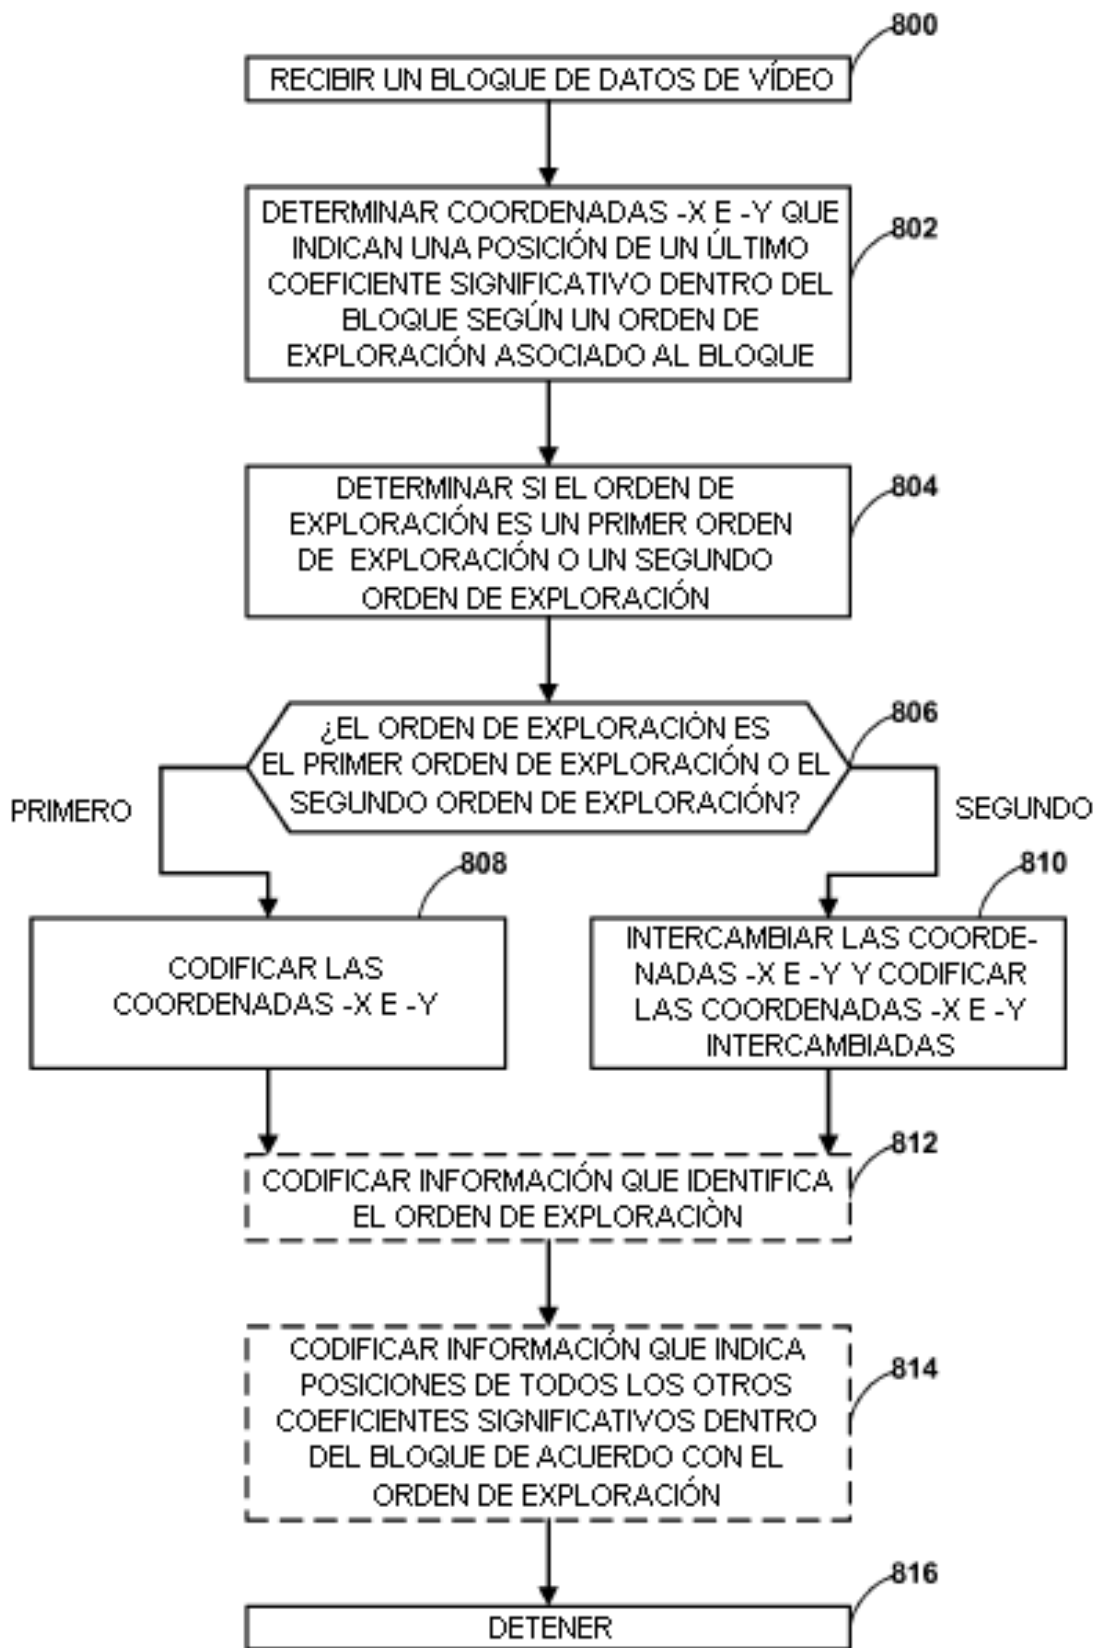 800
RECIBIR UN BLOQUE DE DATOS DE VÍDEO
DETERMINAR COORDENADAS -X E -Y QUE
INDICAN UNA POSICIÓN DE UN ÚLTIMO
COEFICIENTE SIGNIFICATIVO DENTRO DEL
BLOQUE SEGÚN UN ORDEN DE
EXPLORACIÓN ASOCIADO AL BLOQUE
802
DETERMINAR SI EL ORDEN DE
EXPLORACIÓN ES UN PRIMER ORDEN
DE EXPLORACIÓN O UN SEGUNDO
ORDEN DE EXPLORACIÓN
804
¿EL ORDEN DE EXPLORACIÓN ES
EL PRIMER ORDEN DE EXPLORACIÓN O EL
SEGUNDO ORDEN DE EXPLORACIÓN?
806
PRIMERO
SEGUNDO
808
CODIFICAR LAS
COORDENADAS -X E -Y
810
INTERCAMBIAR LAS COORDE-
NADAS -X E -Y Y CODIFICAR
LAS COORDENADAS -X E -Y
INTERCAMBIADAS
812
CODIFICAR INFORMACIÓN QUE IDENTIFICA
EL ORDEN DE EXPLORACIÒN
CODIFICAR INFORMACIÓN QUE INDICA
POSICIONES DE TODOS LOS OTROS
COEFICIENTES SIGNIFICATIVOS DENTRO
DEL BLOQUE DE ACUERDO CON EL
ORDEN DE EXPLORACIÓN
814
816
DETENER